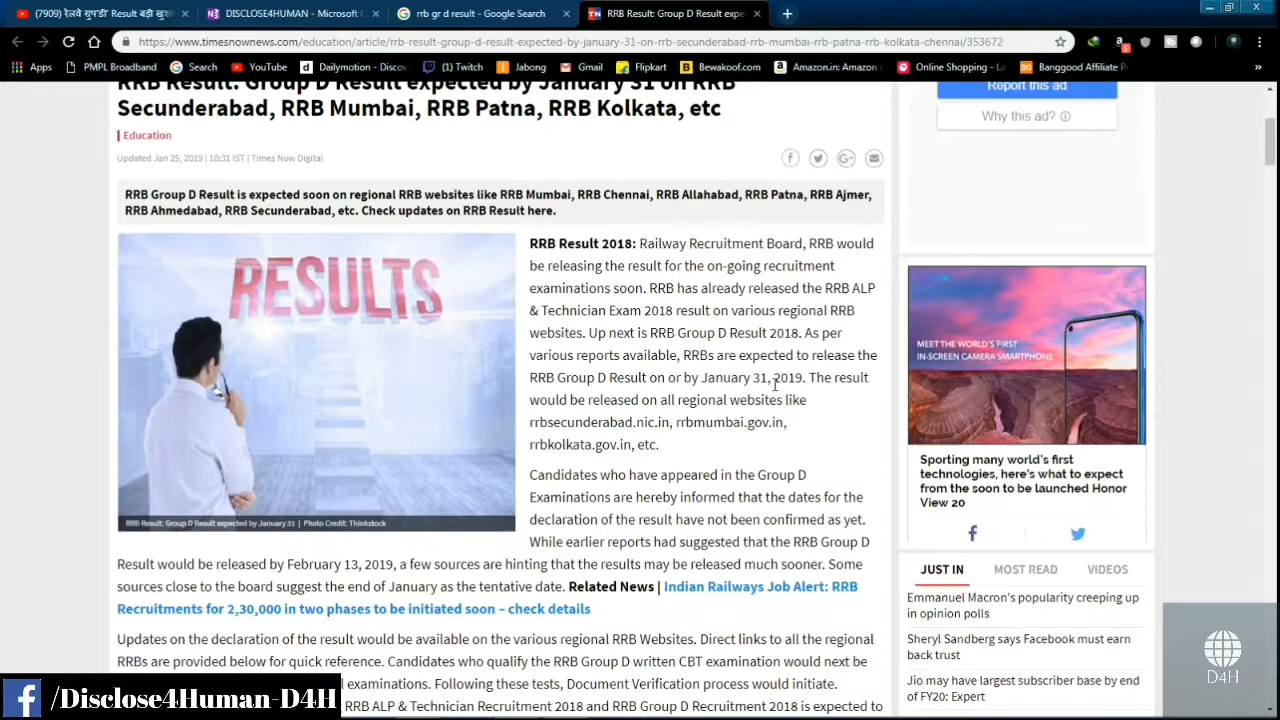 (7909) रेलवे ग्रुप"डी" Result बड़ी खुश
DISCLOSE4HUMAN - Microsoft C
rrb gr d result - Google Search
RRB Result: Group D Result expec
https://www.timesnownews.com/education/article/rrb-result-group-d-result-expected-by-january-31-on-rrb-secunderabad-rrb-mumbai-rrb-patna-rrb-kolkata-chennai/353672
Apps PMPL Broadband Search YouTube Dailymotion - Discov (1) Twitch Jabong Gmail Flipkart Bewakoof.com Amazon.in: Amazon Online Shopping - La Banggood Affiliate P
RRB Result: Group D Result expected by January 31 on RRB
Secunderabad, RRB Mumbai, RRB Patna, RRB Kolkata, etc
Education
Updated Jan 25, 2019 | 10:31 IST | Times Now Digital
RRB Group D Result is expected soon on regional RRB websites like RRB Mumbai, RRB Chennai, RRB Allahabad, RRB Patna, RRB Ajmer,
RRB Ahmedabad, RRB Secunderabad, etc. Check updates on RRB Result here.
RESULTS
RRB Result: Group D Result expected by January 31 | Photo Credit: Thinkstock
RRB Result 2018: Railway Recruitment Board, RRB would
be releasing the result for the on-going recruitment
examinations soon. RRB has already released the RRB ALP
& Technician Exam 2018 result on various regional RRB
websites. Up next is RRB Group D Result 2018. As per
various reports available, RRBs are expected to release the
RRB Group D Result on or by January 31, 2019. The result
would be released on all regional websites like
rrbsecunderabad.nic.in, rrbmumbai.gov.in,
rrbkolkata.gov.in, etc.
Candidates who have appeared in the Group D
Examinations are hereby informed that the dates for the
declaration of the result have not been confirmed as yet.
While earlier reports had suggested that the RRB Group D
Result would be released by February 13, 2019, a few sources are hinting that the results may be released much sooner. Some
sources close to the board suggest the end of January as the tentative date. Related News | Indian Railways Job Alert: RRB
Recruitments for 2,30,000 in two phases to be initiated soon – check details
Updates on the declaration of the result would be available on the various regional RRB Websites. Direct links to all the regional
RRBs are provided below for quick reference. Candidates who qualify the RRB Group D written CBT examination would next be
l examinations. Following these tests, Document Verification process would initiate.
RRB ALP & Technician Recruitment 2018 and RRB Group D Recruitment 2018 is expected to
Report this ad
Why this ad?
MEET THE WORLD'S FIRST
IN-SCREEN CAMERA SMARTPHONE
Sporting many world's first
technologies, here's what to expect
from the soon to be launched Honor
View 20
JUST IN MOST READ VIDEOS
Emmanuel Macron's popularity creeping up
in opinion polls
Sheryl Sandberg says Facebook must earn
back trust
Jio may have largest subscriber base by end
of FY20: Expert
D4H
/Disclose4Human-D4H